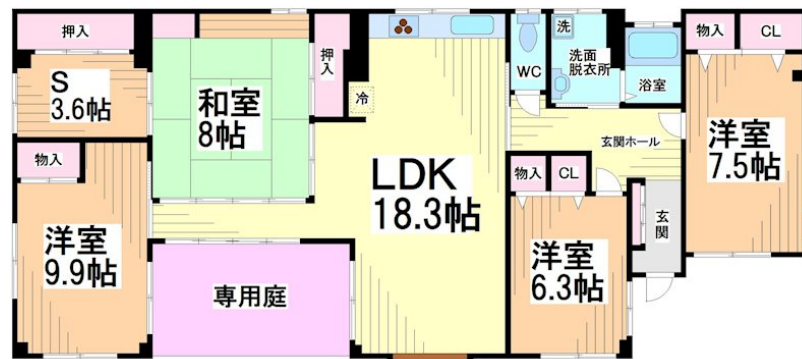 押入
S
3.6帖
物入
洋室
9.9帖
和室
8帖
押入
専用庭
冷
LDK
18.3帖
WC
洗
洗面
脱衣所
浴室
玄関ホール
物入
CL
洋室
6.3帖
玄関
物入
CL
洋室
7.5帖